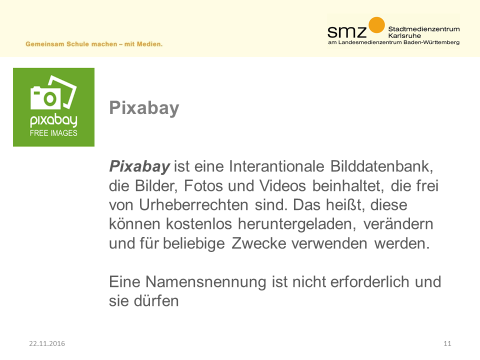 Gemeinsam Schule machen – mit Medien.
smz
Stadtmedienzentrum
Karlsruhe
am Landesmedienzentrum Baden-Württemberg
pixabay
FREE IMAGES
Pixabay
Pixabay ist eine Interantionale Bilddatenbank,
die Bilder, Fotos und Videos beinhaltet, die frei
von Urheberrechten sind. Das heißt, diese
können kostenlos heruntergeladen, verändern
und für beliebige Zwecke verwenden werden.
Eine Namensnennung ist nicht erforderlich und
sie dürfen
22.11.2016
11